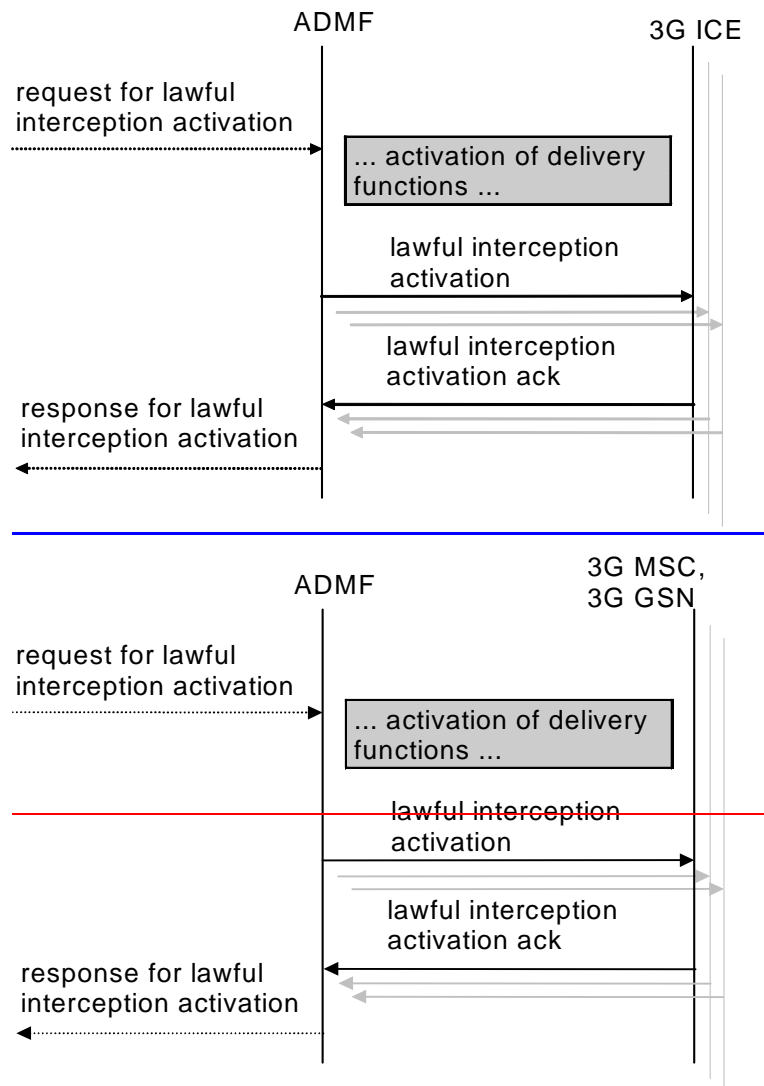 ADMF
3G ICE
request for lawful
interception activation
... activation of delivery
functions ...
lawful interception
activation
lawful interception
activation ack
response for lawful
interception activation
ADMF
3G MSC,
3G GSN
request for lawful
interception activation
... activation of delivery
functions ...
lawful interception
activation
lawful interception
activation ack
response for lawful
interception activation